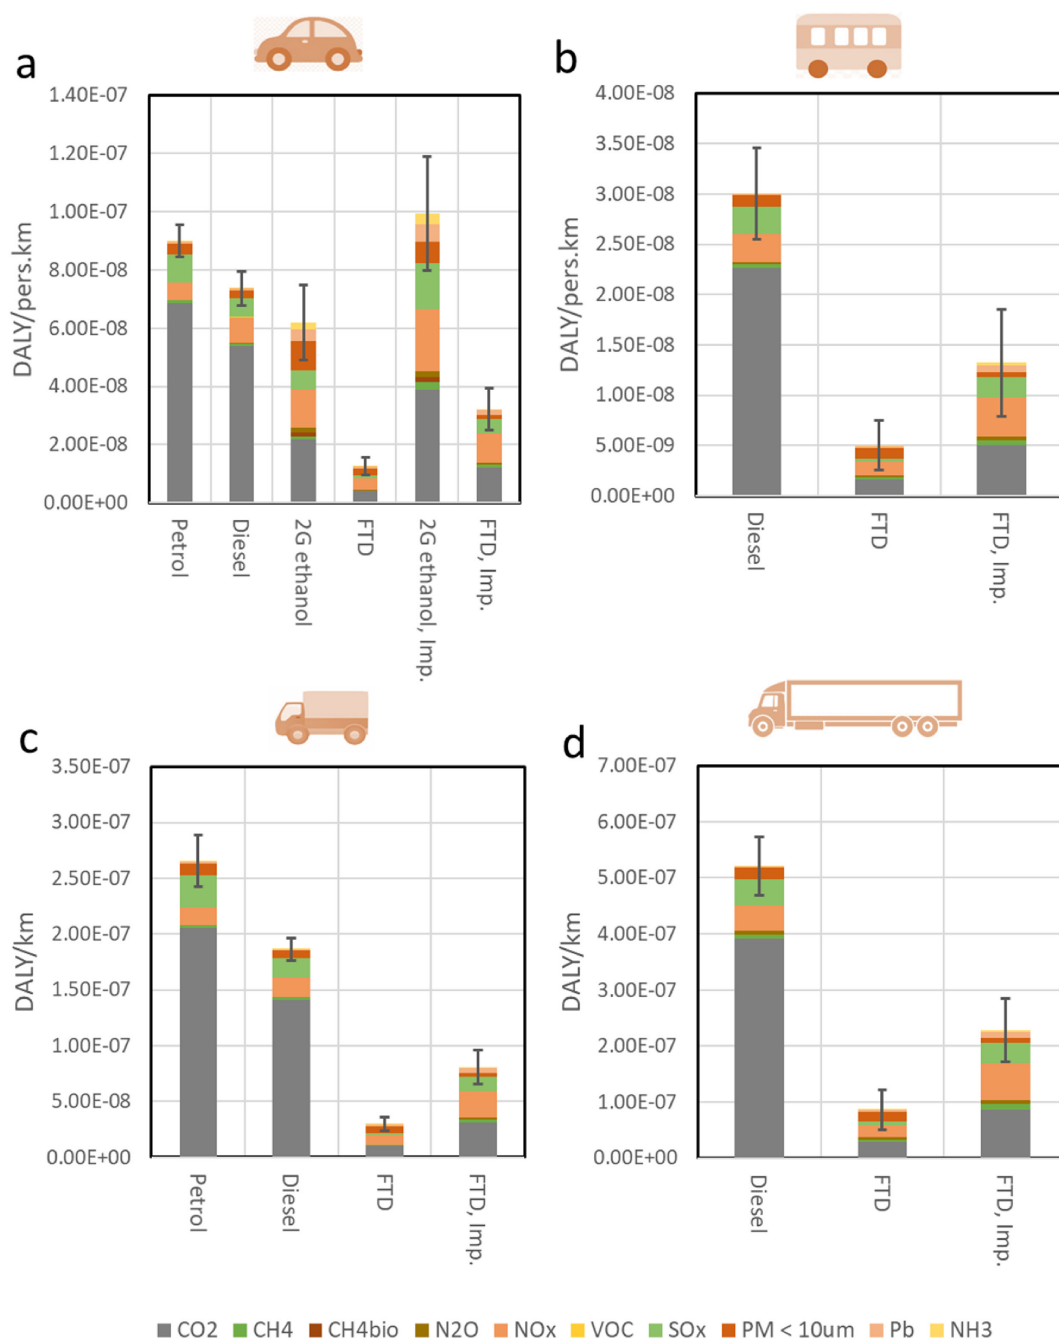 a
1.40E-07
1.20E-07
1.00E-07
8.00E-08
6.00E-08
4.00E-08
2.00E-08
0.00E+00
DALY/pers.km
Petrol
Diesel
2G ethanol
FTD
2G ethanol, Imp.
FTD, Imp.
b
4.00E-08
3.50E-08
3.00E-08
2.50E-08
2.00E-08
1.50E-08
1.00E-08
5.00E-09
0.00E+00
DALY/pers.km
Diesel
FTD
FTD, Imp.
c
3.50E-07
3.00E-07
2.50E-07
2.00E-07
1.50E-07
1.00E-07
5.00E-08
0.00E+00
DALY/km
Petrol
Diesel
FTD
FTD, Imp.
d
7.00E-07
6.00E-07
5.00E-07
4.00E-07
3.00E-07
2.00E-07
1.00E-07
0.00E+00
DALY/km
Diesel
FTD
FTD, Imp.
CO2 CH4 CH4bio N2O NOx VOC SOx PM < 10um Pb NH3